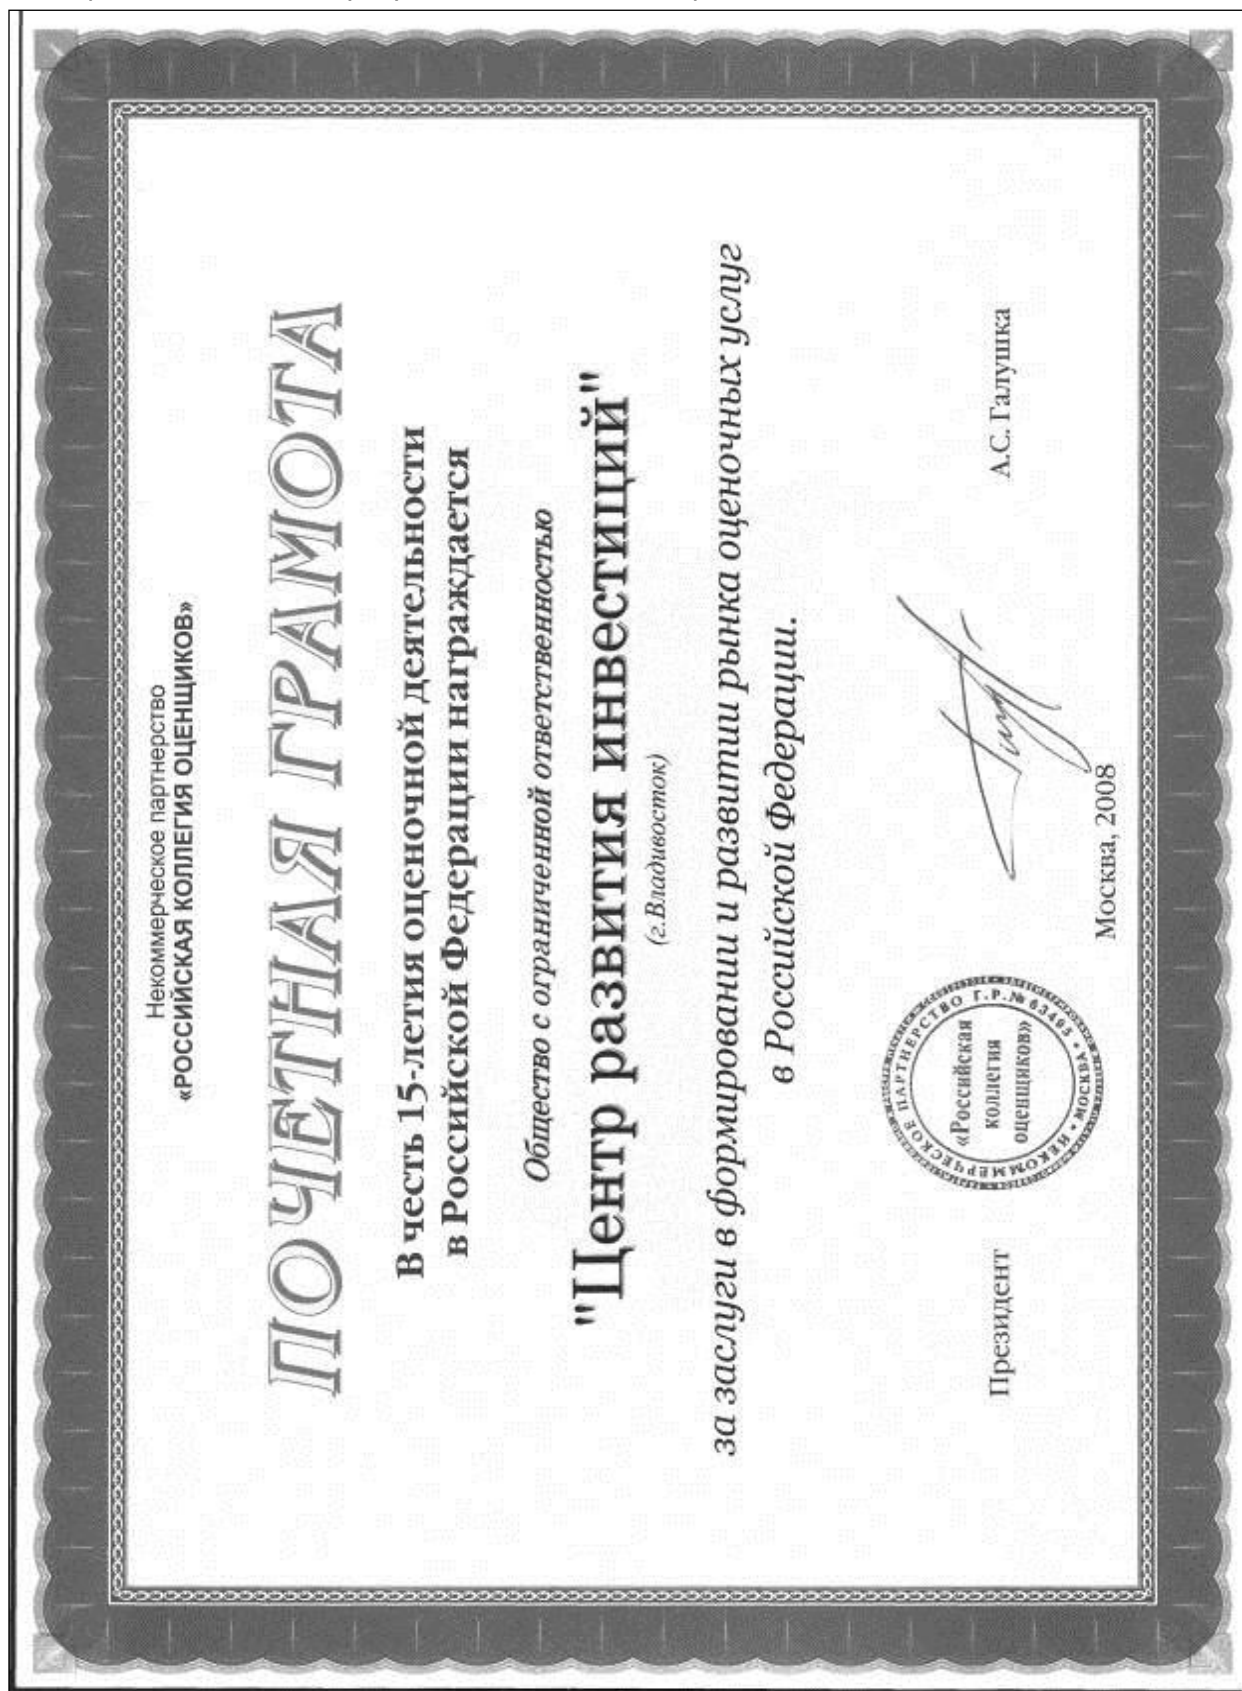 Некоммерческое партнерство
«РОССИЙСКАЯ КОЛЛЕГИЯ ОЦЕНЩИКОВ»
ПОЧЕТНАЯ ГРАМОТА
В честь 15-летия оценочной деятельности
в Российской Федерации награждается
Общество с ограниченной ответственностью
"Центр развития инвестиций"
(г.Владивосток)
за заслуги в формировании и развитии рынка оценочных услуг
в Российской Федерации.
Президент
НЕКОММЕРЧЕСКОЕ ПАРТНЕРСТВО Г.Р.№ 63495 • МОСКВА •
«Российская
коллегия
оценщиков»
А.С. Галушка
Москва, 2008